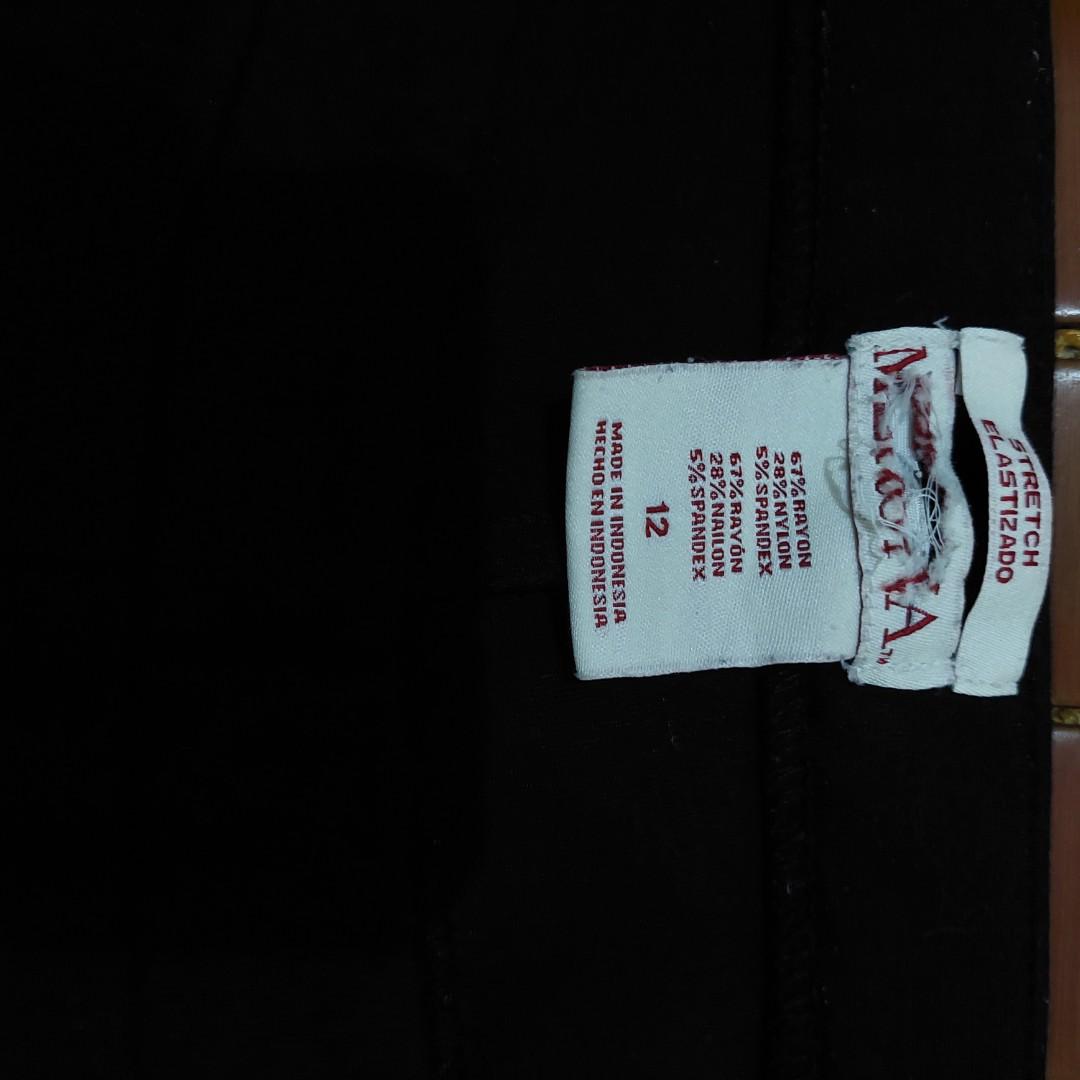 STRETCH
ELASTIZADO
67% RAYON
28% NYLON
5% SPANDEX
67% RAYÓN
28% NAILON
5% SPANDEX
12
MADE IN INDONESIA
HECHO EN INDONESIA